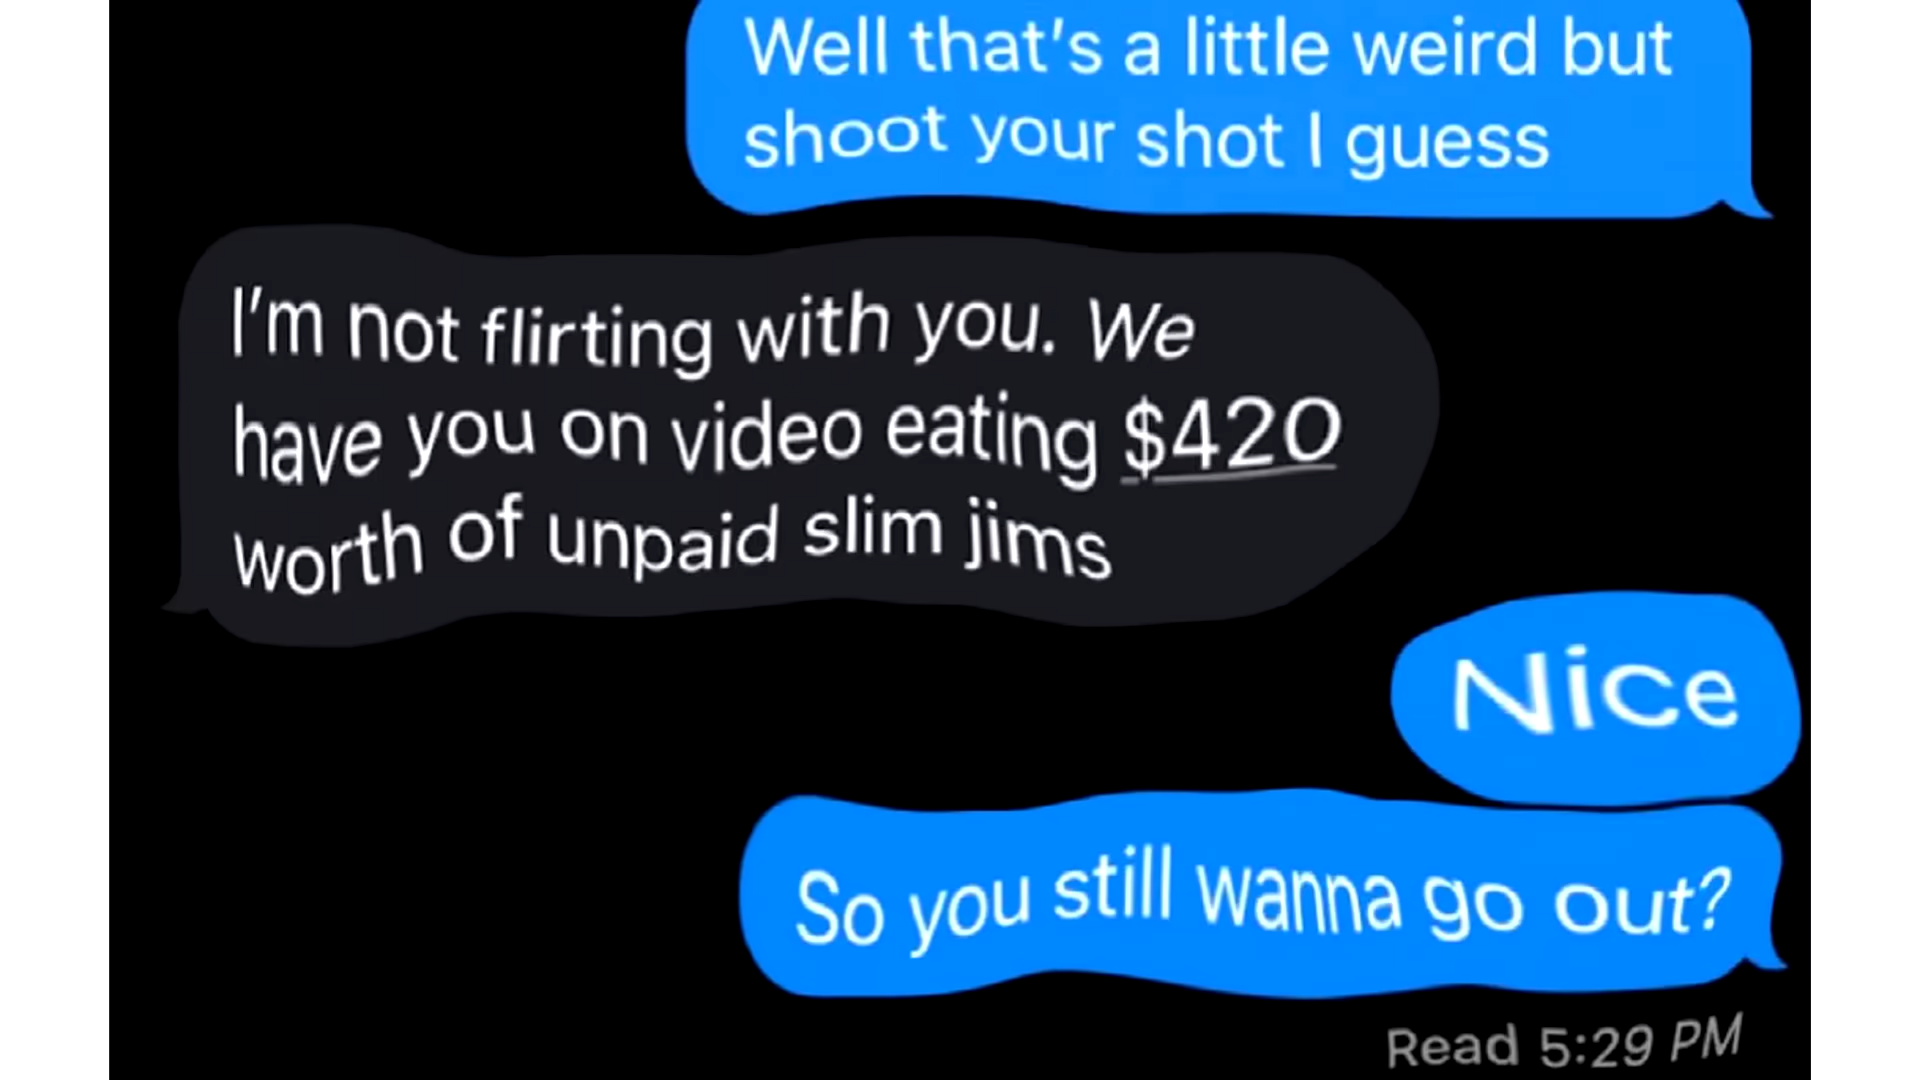 Well that's a little weird but
shoot your shot I guess
I'm not flirting with you. We
have you on video eating $420
worth of unpaid slim jims
Nice
So you still wanna go out?
Read 5:29 PM